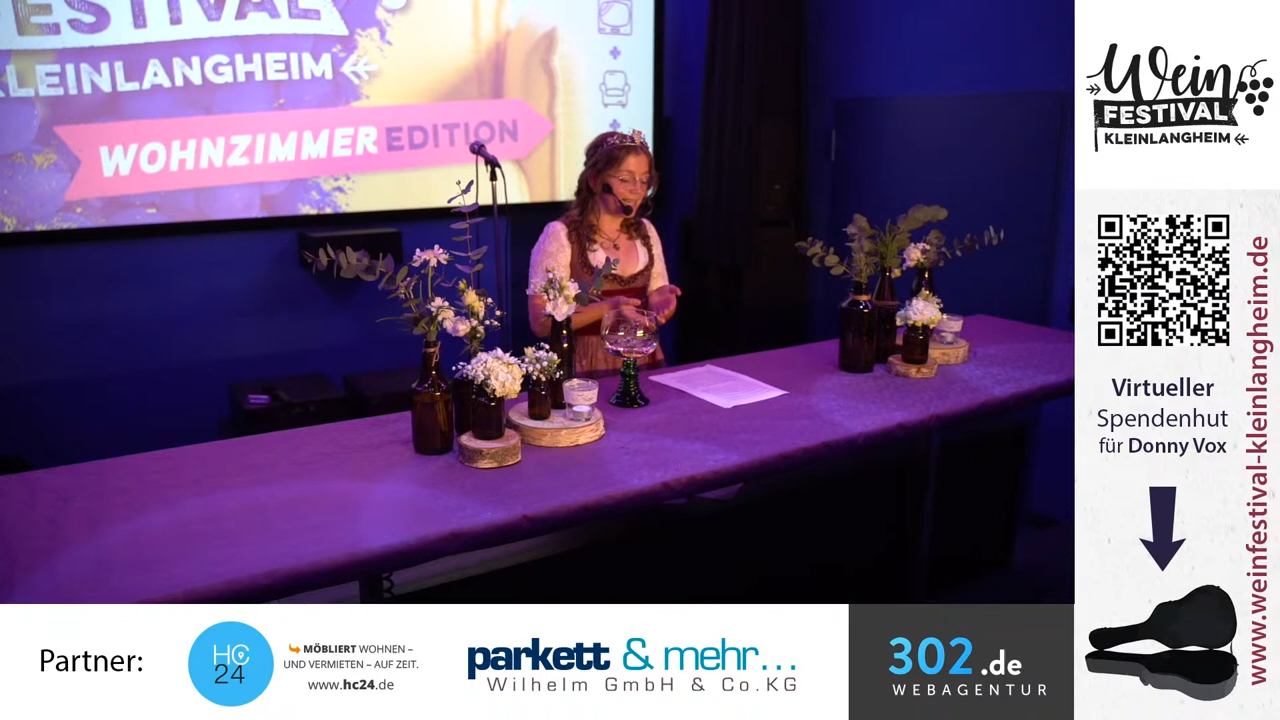 FESTIVAL
KLEINLANGHEIM
WOHNZIMMER EDITION
Wein
FESTIVAL
KLEINLANGHEIM
Virtueller
Spendenhut
für Donny Vox
www.weinfestival-kleinlangheim.de
Partner:
HC
24
MÖBLIERT WOHNEN –
UND VERMIETEN – AUF ZEIT.
www.hc24.de
parkett & mehr...
Wilhelm GmbH & Co.KG
302.de
WEBAGENTUR